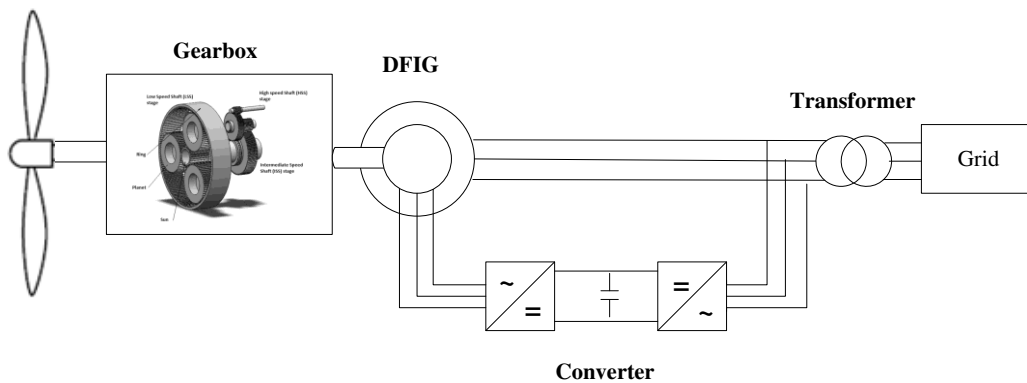 Gearbox
DFIG
Transformer
Low Speed Shaft (LSS)
stage
High speed Shaft (HSS)
stage
Ring
Intermediate Speed
Shaft (ISS) stage
Planet
Sun
Grid
~
=
=
~
Converter